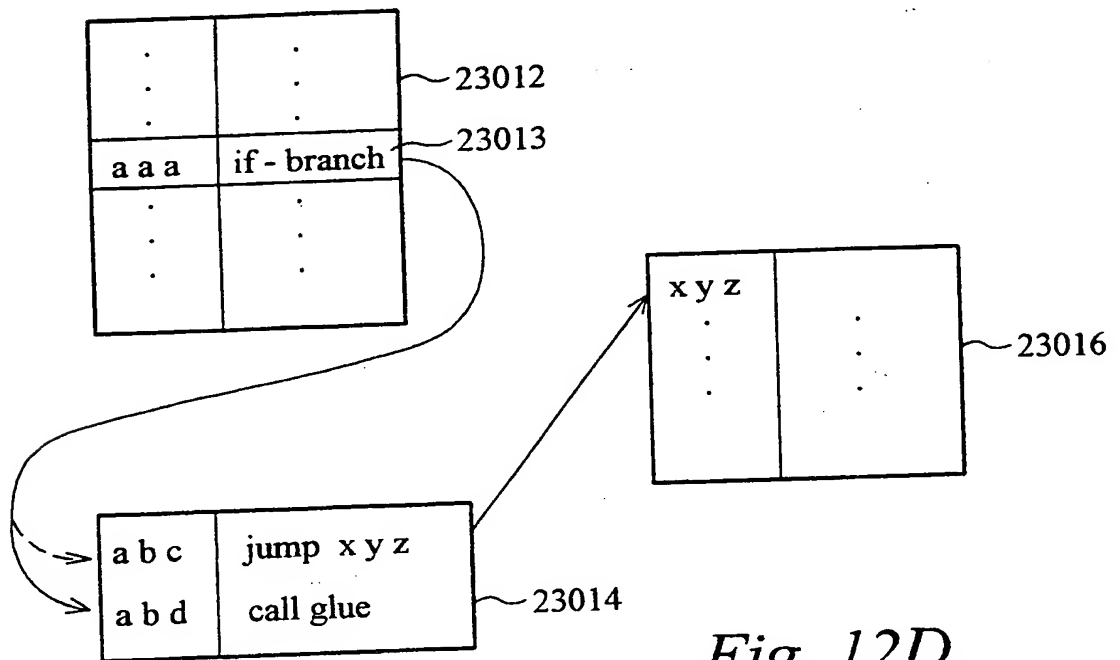 23012
23013
a a a if - branch
x y z
23016
a b c jump x y z
a b d call glue
23014
Fig. 12D